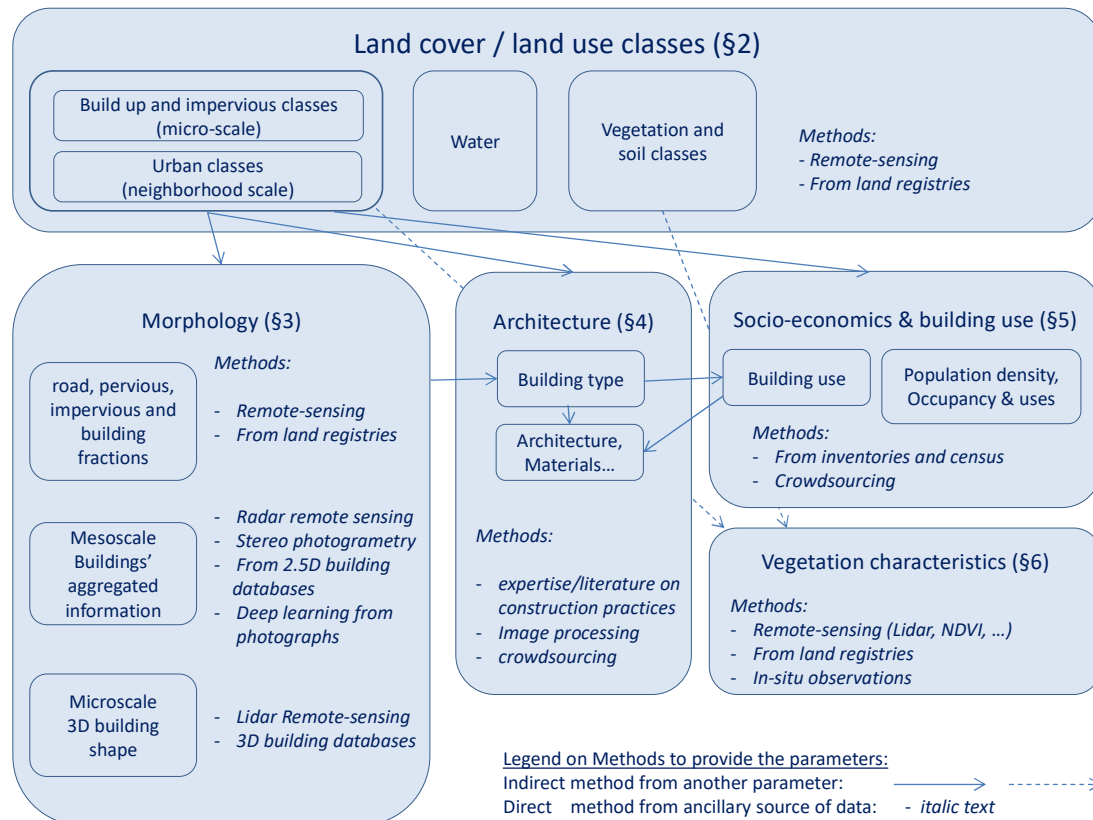 Land cover / land use classes (§2)
Build up and impervious classes
(micro-scale)
Urban classes
(neighborhood scale)
Water
Vegetation and
soil classes
Methods:
- Remote-sensing
- From land registries
Morphology (§3)
road, pervious,
impervious and
building
fractions
Methods:
- Remote-sensing
- From land registries
Mesoscale
Buildings’
aggregated
information
- Radar remote sensing
- Stereo photogrametry
- From 2.5D building
databases
- Deep learning from
photographs
Microscale
3D building
shape
- Lidar Remote-sensing
- 3D building databases
Architecture (§4)
Building type
Architecture,
Materials…
Methods:
- expertise/literature on
construction practices
- Image processing
- crowdsourcing
Socio-economics & building use (§5)
Building use
Population density,
Occupancy & uses
Methods:
- From inventories and census
- Crowdsourcing
Vegetation characteristics (§6)
Methods:
- Remote-sensing (Lidar, NDVI, …)
- From land registries
- In-situ observations
Legend on Methods to provide the parameters:
Indirect method from another parameter:
Direct method from ancillary source of data: - italic text